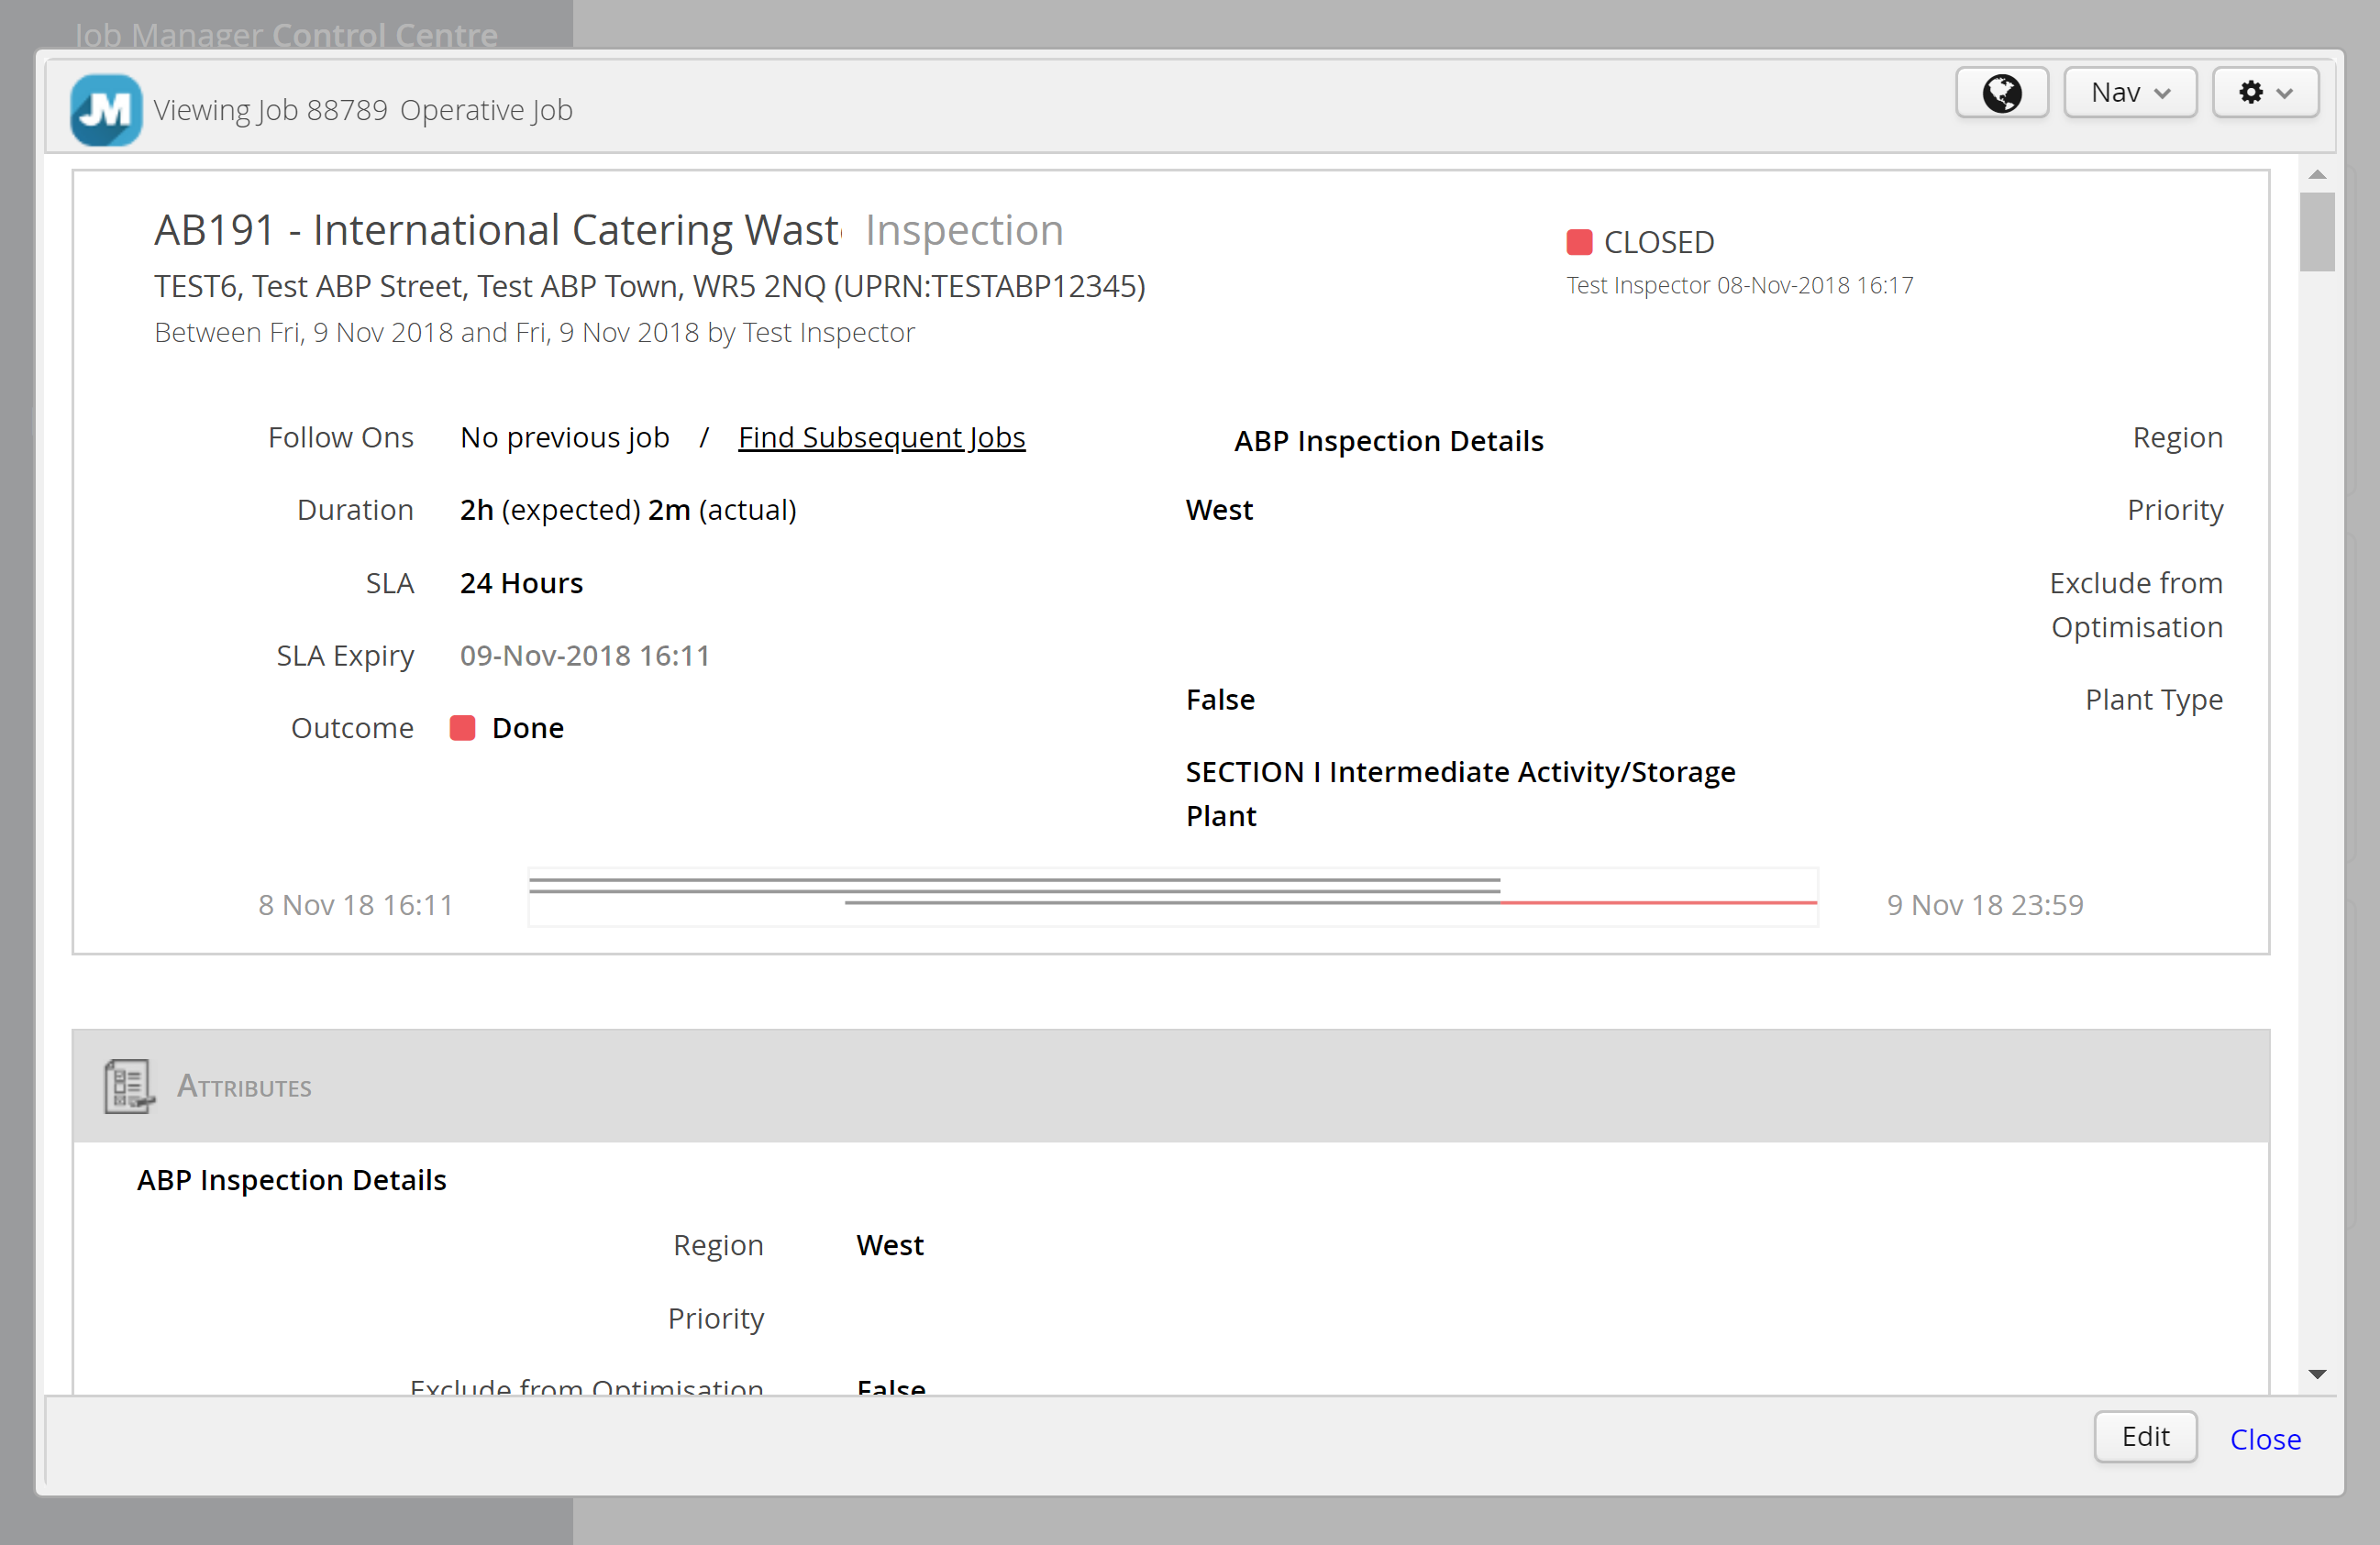 Job Manager Control Centre
JM
Viewing Job 88789 Operative Job
Nav
AB191 - International Catering Wast Inspection
CLOSED
TEST6, Test ABP Street, Test ABP Town, WR5 2NQ (UPRN:TESTABP12345)
Test Inspector 08-Nov-2018 16:17
Between Fri, 9 Nov 2018 and Fri, 9 Nov 2018 by Test Inspector
Follow Ons No previous job / Find Subsequent Jobs
Duration 2h (expected) 2m (actual)
SLA 24 Hours
SLA Expiry 09-Nov-2018 16:11
Outcome Done
ABP Inspection Details
Region
West
Priority
Exclude from
Optimisation
False
Plant Type
SECTION I Intermediate Activity/Storage
Plant
8 Nov 18 16:11
9 Nov 18 23:59
ATTRIBUTES
ABP Inspection Details
Region West
Priority
Exclude from Optimisation False
Edit Close